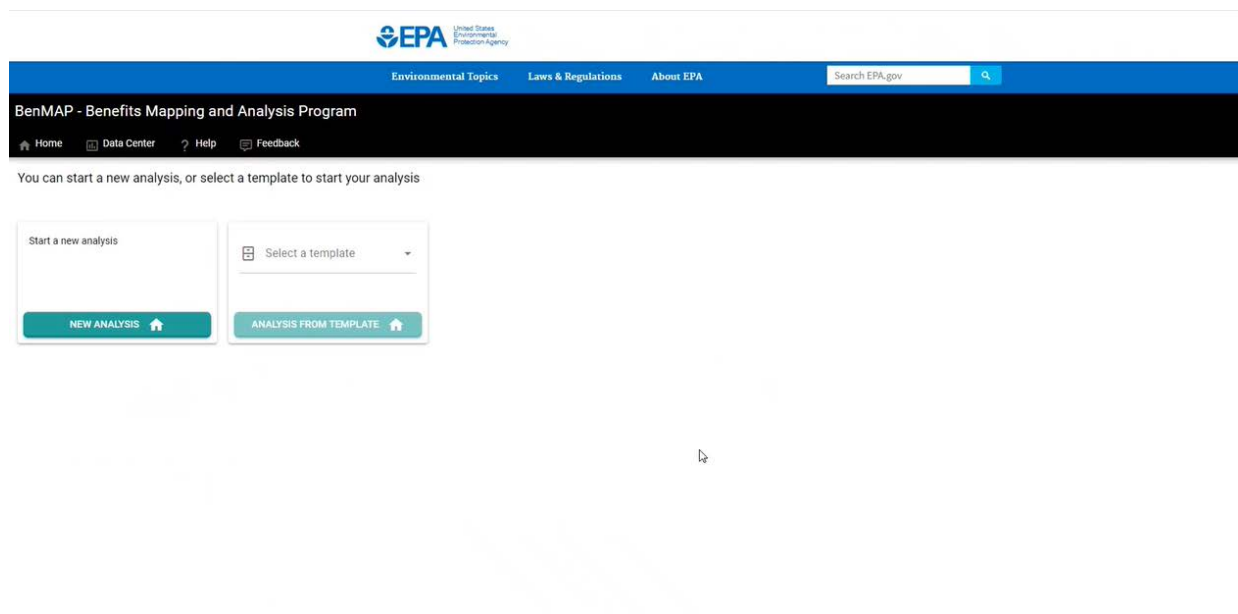 EPA United States
Environmental
Protection Agency
Environmental Topics Laws & Regulations About EPA Search EPA.gov
BenMAP - Benefits Mapping and Analysis Program
Home Data Center ? Help Feedback
You can start a new analysis, or select a template to start your analysis
Start a new analysis
Select a template
NEW ANALYSIS ANALYSIS FROM TEMPLATE